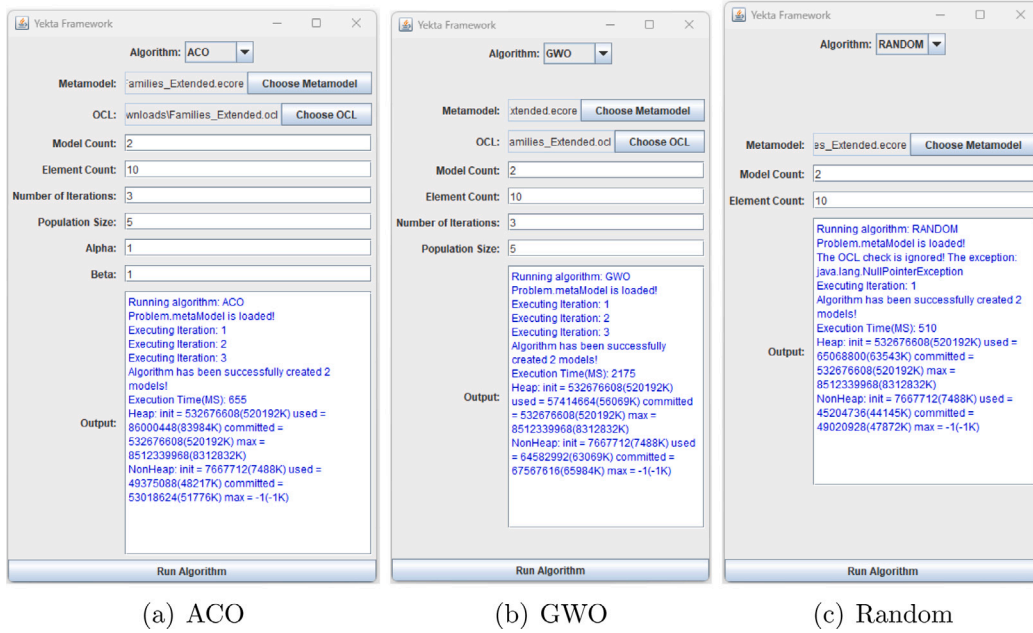 Yekta Framework
Algorithm: ACO
Metamodel: amilies_Extended.ecore Choose Metamodel
OCL: wnloads\Families_Extended.ocl Choose OCL
Model Count: 2
Element Count: 10
Number of Iterations: 3
Population Size: 5
Alpha: 1
Beta: 1
Output:
Running algorithm: ACO
Problem.metaModel is loaded!
Executing Iteration: 1
Executing Iteration: 2
Executing Iteration: 3
Algorithm has been successfully created 2
models!
Execution Time(MS): 655
Heap: init = 532676608(520192K) used =
86000448(83984K) committed =
532676608(520192K) max =
8512339968(8312832K)
NonHeap: init = 7667712(7488K) used =
49375088(48217K) committed =
53018624(51776K) max = -1(-1K)
Run Algorithm
(a) ACO
Yekta Framework
Algorithm: GWO
Metamodel: xtended.ecore Choose Metamodel
OCL: amilies_Extended.ocl Choose OCL
Model Count: 2
Element Count: 10
Number of Iterations: 3
Population Size: 5
Output:
Running algorithm: GWO
Problem.metaModel is loaded!
Executing Iteration: 1
Executing Iteration: 2
Executing Iteration: 3
Algorithm has been successfully
created 2 models!
Execution Time(MS): 2175
Heap: init = 532676608(520192K)
used = 57414664(56069K) committed
= 532676608(520192K) max =
8512339968(8312832K)
NonHeap: init = 7667712(7488K) used
= 64582992(63069K) committed =
67567616(65984K) max = -1(-1K)
Run Algorithm
(b) GWO
Yekta Framework
Algorithm: RANDOM
Metamodel: es_Extended.ecore Choose Metamodel
Model Count: 2
Element Count: 10
Output:
Running algorithm: RANDOM
Problem.metaModel is loaded!
The OCL check is ignored! The exception:
java.lang.NullPointerException
Executing Iteration: 1
Algorithm has been successfully created 2
models!
Execution Time(MS): 510
Heap: init = 532676608(520192K) used =
65068800(63543K) committed =
532676608(520192K) max =
8512339968(8312832K)
NonHeap: init = 7667712(7488K) used =
45204736(44145K) committed =
49020928(47872K) max = -1(-1K)
Run Algorithm
(c) Random